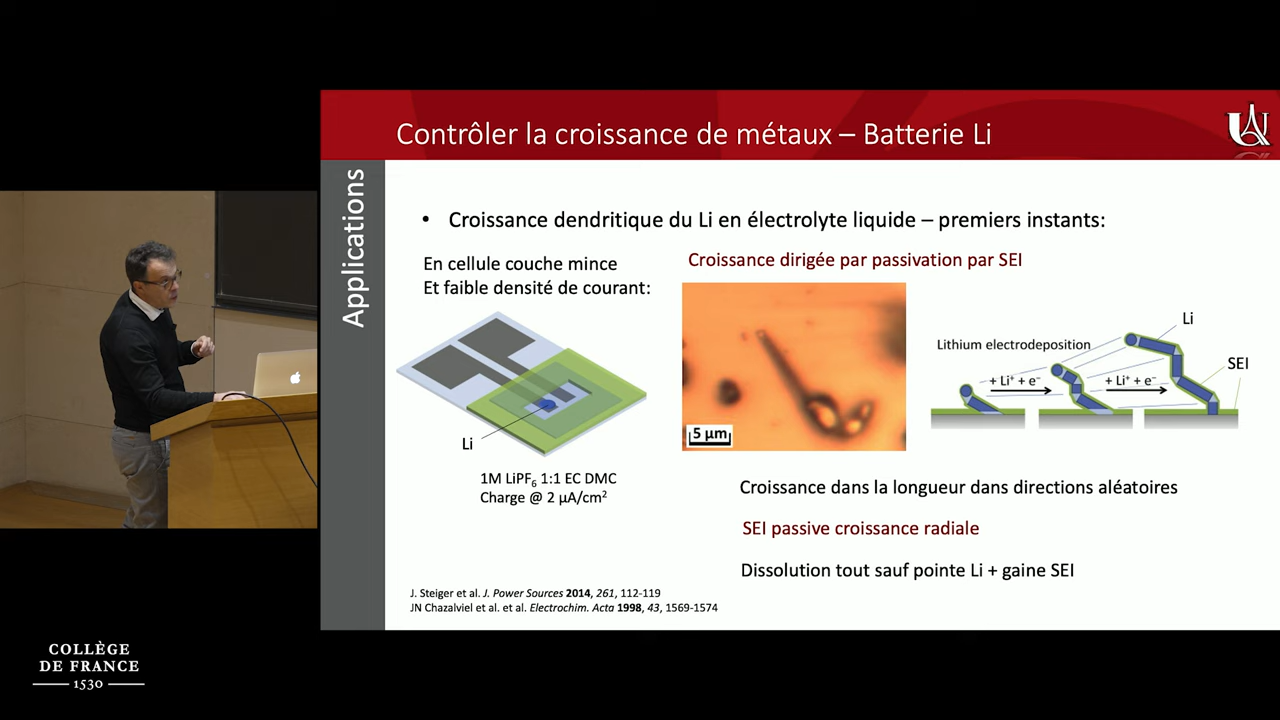 Contrôler la croissance de métaux – Batterie Li
Applications
• Croissance dendritique du Li en électrolyte liquide – premiers instants:
En cellule couche mince
Et faible densité de courant:
Croissance dirigée par passivation par SEI
Li
1M LiPF6 1:1 EC DMC
Charge @ 2 µA/cm²
5 µm
Lithium electrodeposition
+ Li⁺ + e⁻
+ Li⁺ + e⁻
Li
SEI
Croissance dans la longueur dans directions aléatoires
SEI passive croissance radiale
Dissolution tout sauf pointe Li + gaine SEI
J. Steiger et al. J. Power Sources 2014, 261, 112-119
JN Chazalviel et al. et al. Electrochim. Acta 1998, 43, 1569-1574
COLLÈGE
DE FRANCE
1530